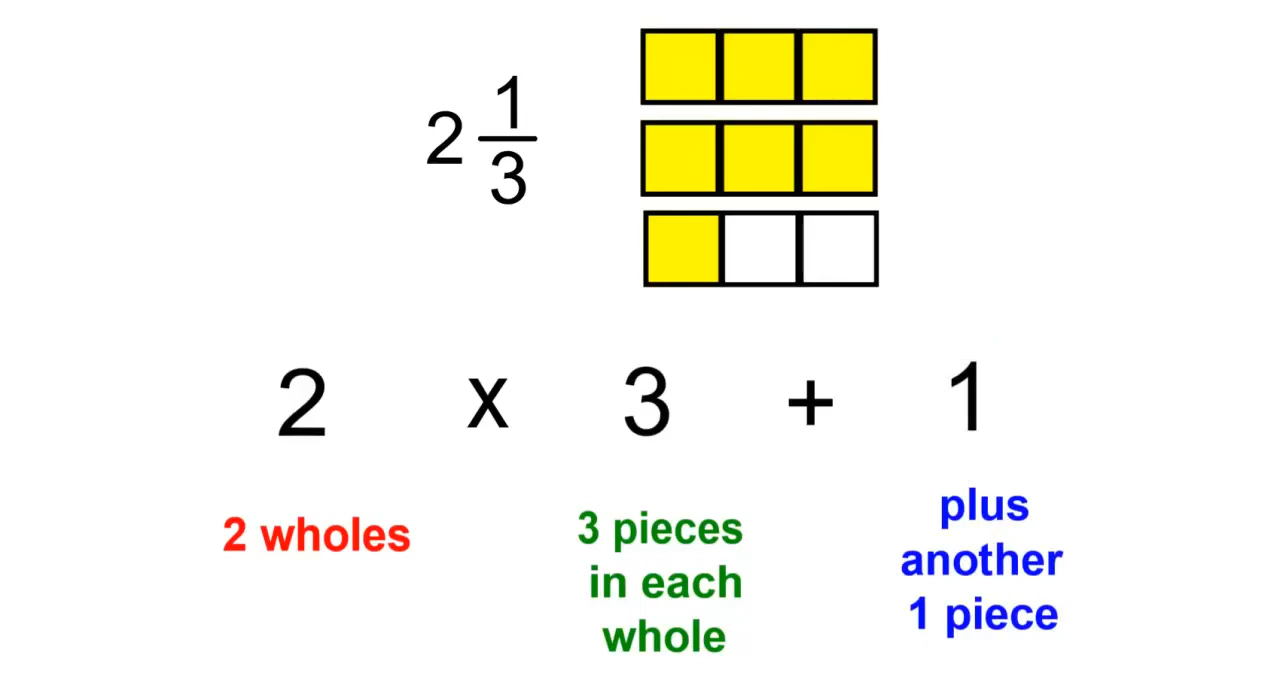 2 1/3
2 x 3 + 1
2 wholes
3 pieces
in each
whole
plus
another
1 piece